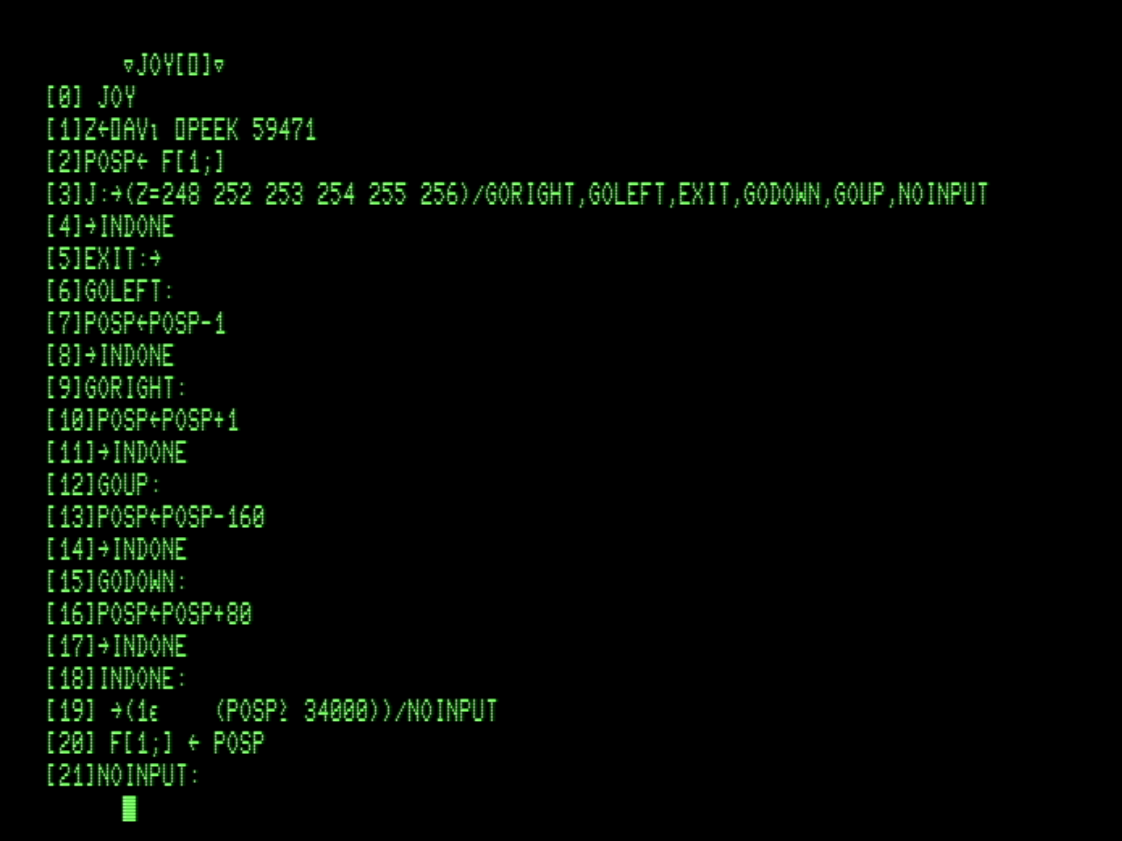 ∇JOY[⎕]∇
[0] JOY
[1]Z←⎕AV⍳ ⎕PEEK 59471
[2]POSP← F[1;]
[3]J:→(Z=248 252 253 254 255 256)/GORIGHT,GOLEFT,EXIT,GODOWN,GOUP,NOINPUT
[4]→INDONE
[5]EXIT:→
[6]GOLEFT:
[7]POSP←POSP-1
[8]→INDONE
[9]GORIGHT:
[10]POSP←POSP+1
[11]→INDONE
[12]GOUP:
[13]POSP←POSP-160
[14]→INDONE
[15]GODOWN:
[16]POSP←POSP+80
[17]→INDONE
[18]INDONE:
[19] →(1∊    (POSP≥ 34000))/NOINPUT
[20] F[1;] ← POSP
[21]NOINPUT: